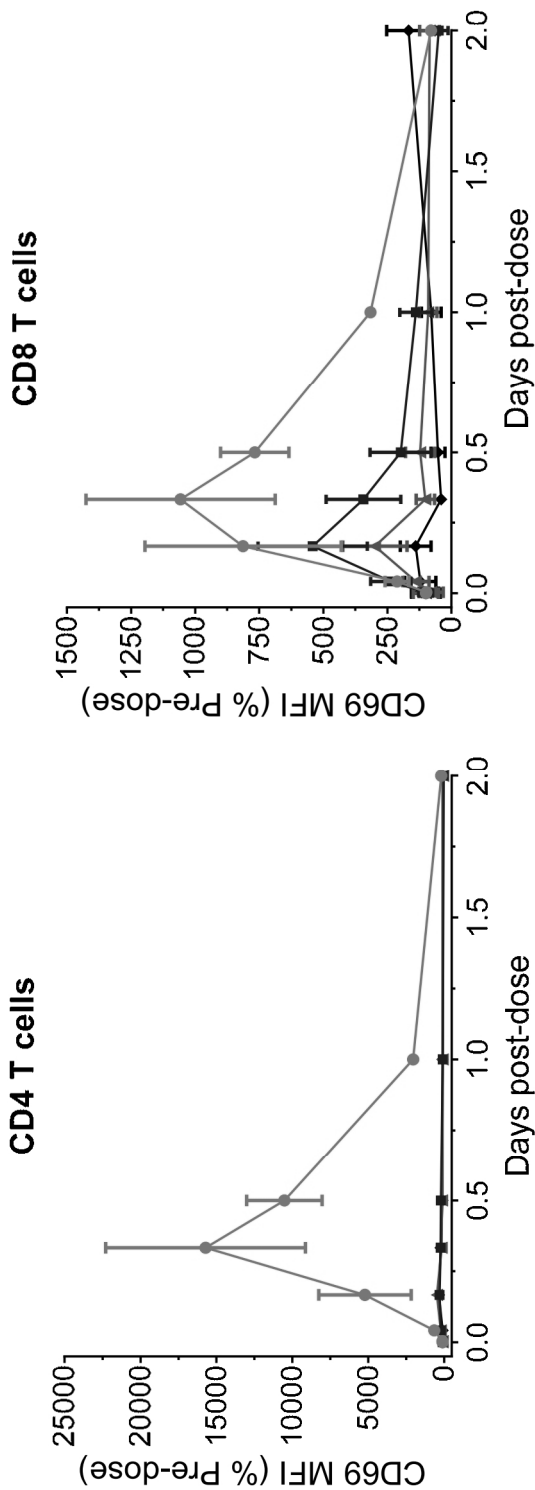 CD4 T cells
CD69 MFI (% Pre-dose)
25000
20000
15000
10000
5000
0
0.0 0.5 1.0 1.5 2.0
Days post-dose
CD8 T cells
CD69 MFI (% Pre-dose)
1500
1250
1000
750
500
250
0
0.0 0.5 1.0 1.5 2.0
Days post-dose